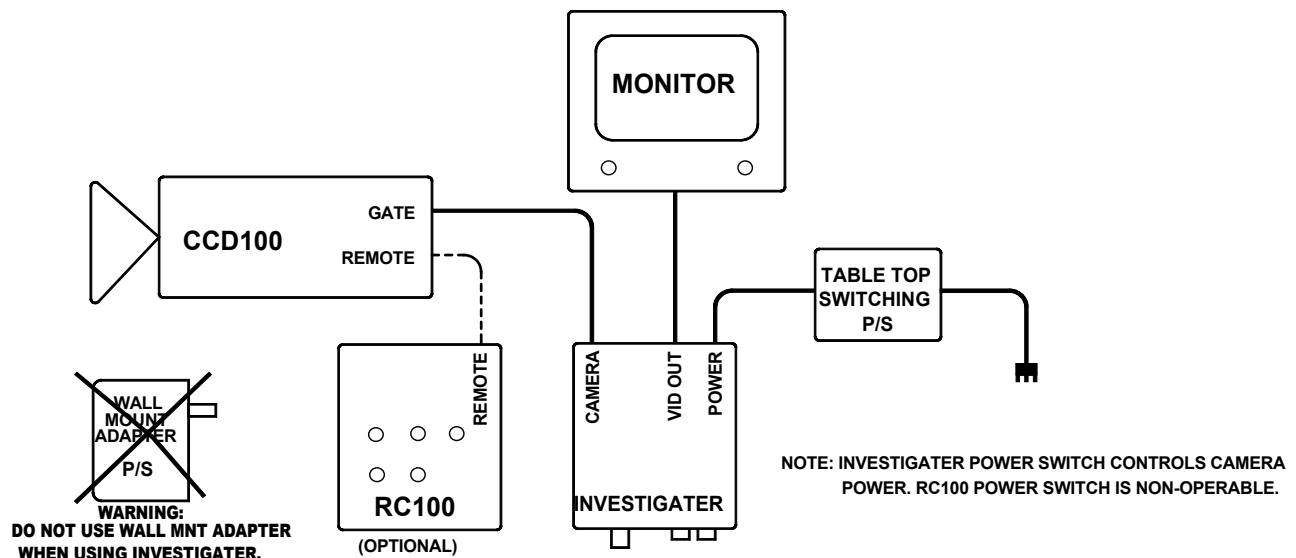 MONITOR
GATE
CCD100
REMOTE
TABLE TOP
SWITCHING
P/S
REMOTE
CAMERA
VID OUT
POWER
WALL
MOUNT
ADAPTER
P/S
RC100
(OPTIONAL)
INVESTIGATER
NOTE: INVESTIGATER POWER SWITCH CONTROLS CAMERA
POWER. RC100 POWER SWITCH IS NON-OPERABLE.
WARNING:
DO NOT USE WALL MNT ADAPTER
WHEN USING INVESTIGATER.